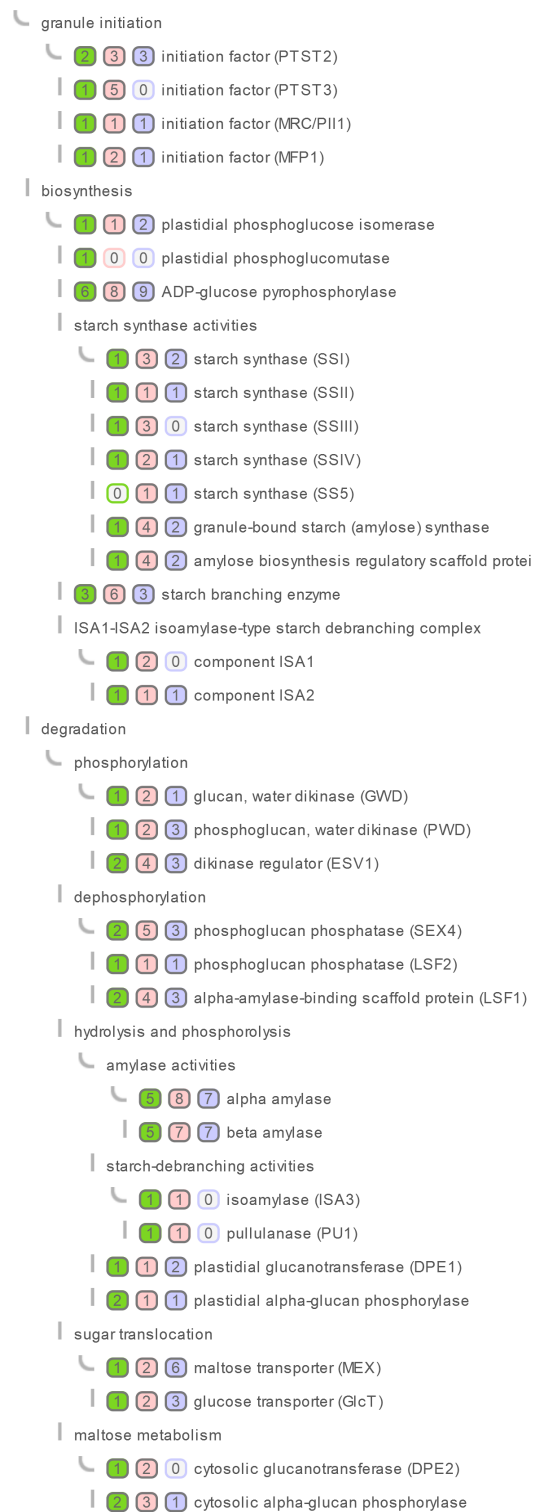 granule initiation
2 3 3 initiation factor (PTST2)
1 5 0 initiation factor (PTST3)
1 1 1 initiation factor (MRC/PII1)
1 2 1 initiation factor (MFP1)
biosynthesis
1 1 2 plastidial phosphoglucose isomerase
1 0 0 plastidial phosphoglucomutase
6 8 9 ADP-glucose pyrophosphorylase
starch synthase activities
1 3 2 starch synthase (SSI)
1 1 1 starch synthase (SSII)
1 3 0 starch synthase (SSIII)
1 2 1 starch synthase (SSIV)
0 1 1 starch synthase (SS5)
1 4 2 granule-bound starch (amylose) synthase
1 4 2 amylose biosynthesis regulatory scaffold protei
3 6 3 starch branching enzyme
ISA1-ISA2 isoamylase-type starch debranching complex
1 2 0 component ISA1
1 1 1 component ISA2
degradation
phosphorylation
1 2 1 glucan, water dikinase (GWD)
1 2 3 phosphoglucan, water dikinase (PWD)
2 4 3 dikinase regulator (ESV1)
dephosphorylation
2 5 3 phosphoglucan phosphatase (SEX4)
1 1 1 phosphoglucan phosphatase (LSF2)
2 4 3 alpha-amylase-binding scaffold protein (LSF1)
hydrolysis and phosphorolysis
amylase activities
5 8 7 alpha amylase
5 7 7 beta amylase
starch-debranching activities
1 1 0 isoamylase (ISA3)
1 1 0 pullulanase (PU1)
1 1 2 plastidial glucanotransferase (DPE1)
2 1 1 plastidial alpha-glucan phosphorylase
sugar translocation
1 2 6 maltose transporter (MEX)
1 2 3 glucose transporter (GlcT)
maltose metabolism
1 2 0 cytosolic glucanotransferase (DPE2)
2 3 1 cytosolic alpha-glucan phosphorylase